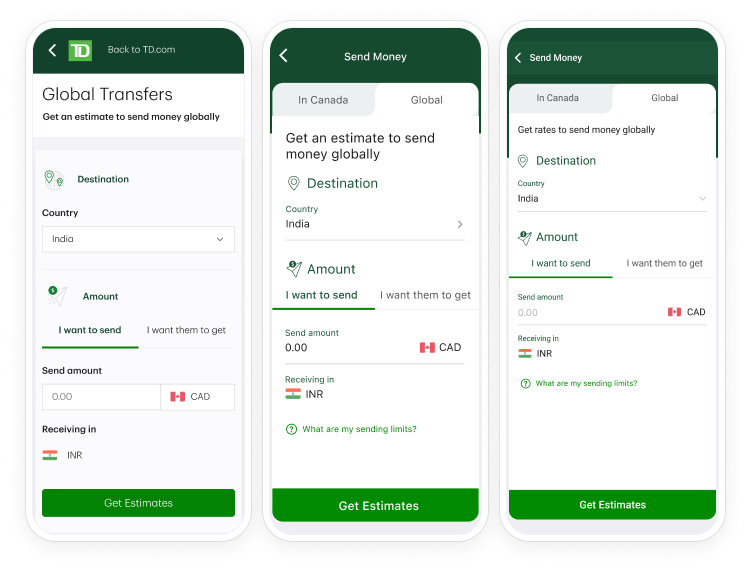 TD
Back to TD.com
Global Transfers
Get an estimate to send money globally
Destination
Country
India
Amount
$
I want to send
I want them to get
Send amount
0.00
CAD
Receiving in
INR
Get Estimates
Send Money
In Canada
Global
Get an estimate to send
money globally
Destination
Country
India
$
Amount
I want to send
I want them to get
Send amount
0.00
CAD
Receiving in
INR
? What are my sending limits?
Get Estimates
Send Money
In Canada
Global
Get rates to send money globally
Destination
Country
India
$
Amount
I want to send
I want them to get
Send amount
0.00
CAD
Receiving in
INR
? What are my sending limits?
Get Estimates